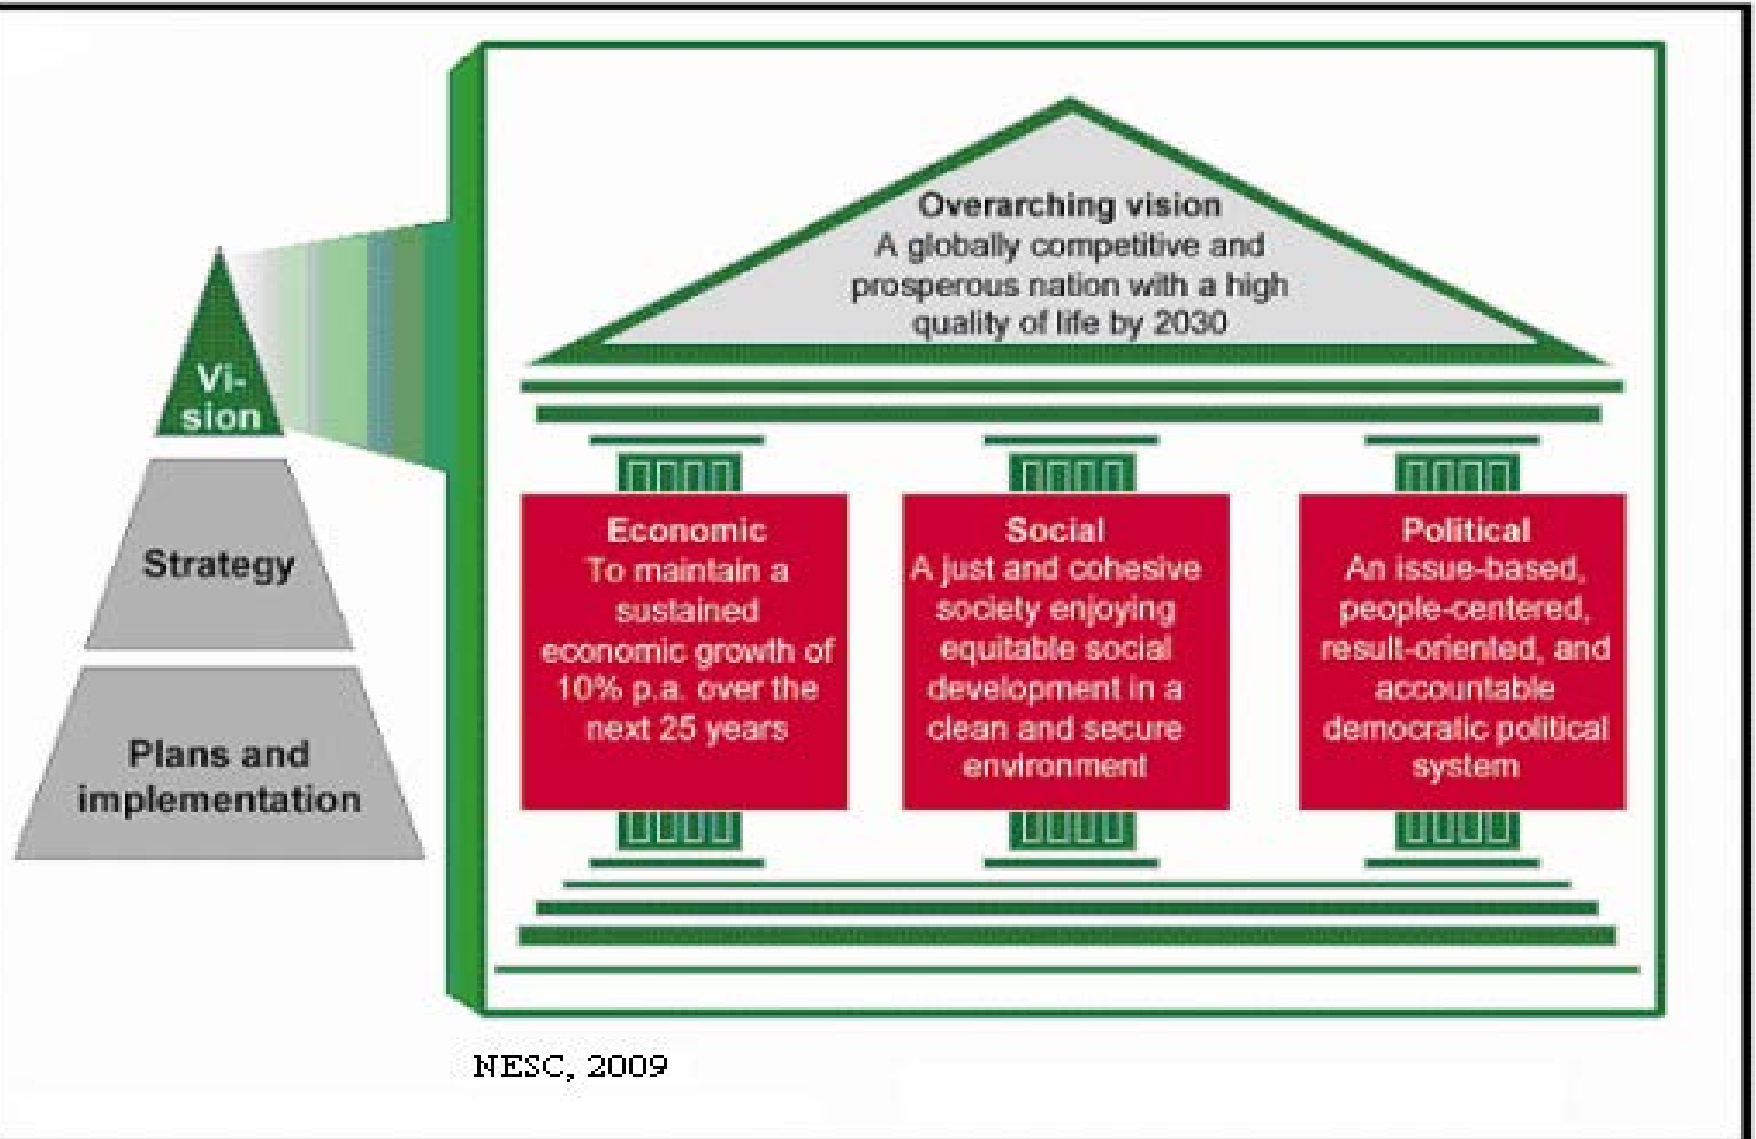 Vi-
sion
Strategy
Plans and
implementation
Overarching vision
A globally competitive and
prosperous nation with a high
quality of life by 2030
Economic
To maintain a
sustained
economic growth of
10% p.a. over the
next 25 years
Social
A just and cohesive
society enjoying
equitable social
development in a
clean and secure
environment
Political
An issue-based,
people-centered,
result-oriented, and
accountable
democratic political
system
NESC, 2009